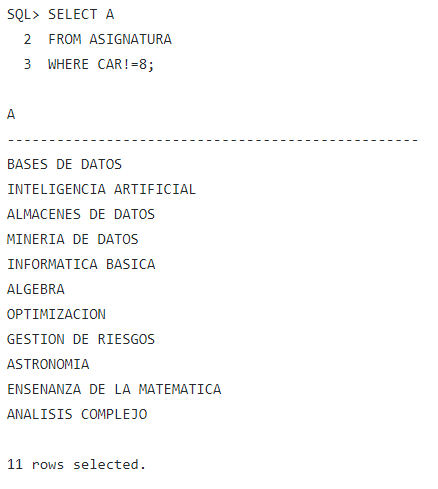 SQL> SELECT A
  2  FROM ASIGNATURA
  3  WHERE CAR!=8;
A
--------------------------------------------------
BASES DE DATOS
INTELIGENCIA ARTIFICIAL
ALMACENES DE DATOS
MINERIA DE DATOS
INFORMATICA BASICA
ALGEBRA
OPTIMIZACION
GESTION DE RIESGOS
ASTRONOMIA
ENSENANZA DE LA MATEMATICA
ANALISIS COMPLEJO
11 rows selected.